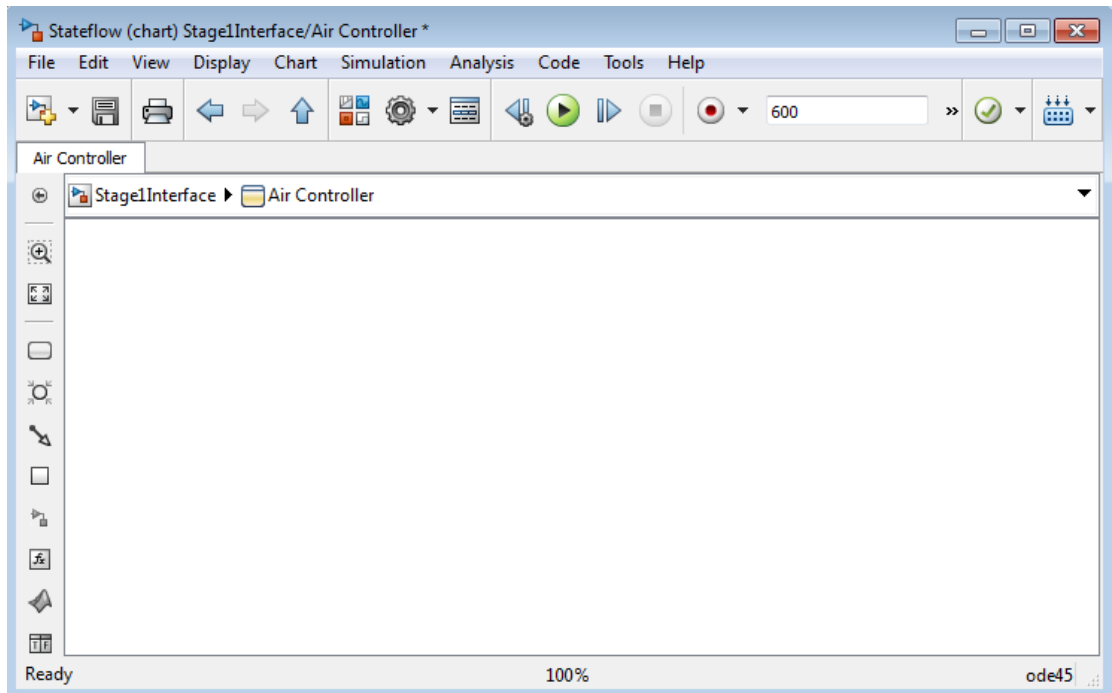 Stateflow (chart) Stage1Interface/Air Controller *
File Edit View Display Chart Simulation Analysis Code Tools Help
600 »
Air Controller
Stage1Interface Air Controller
fx
T F
Ready 100% ode45